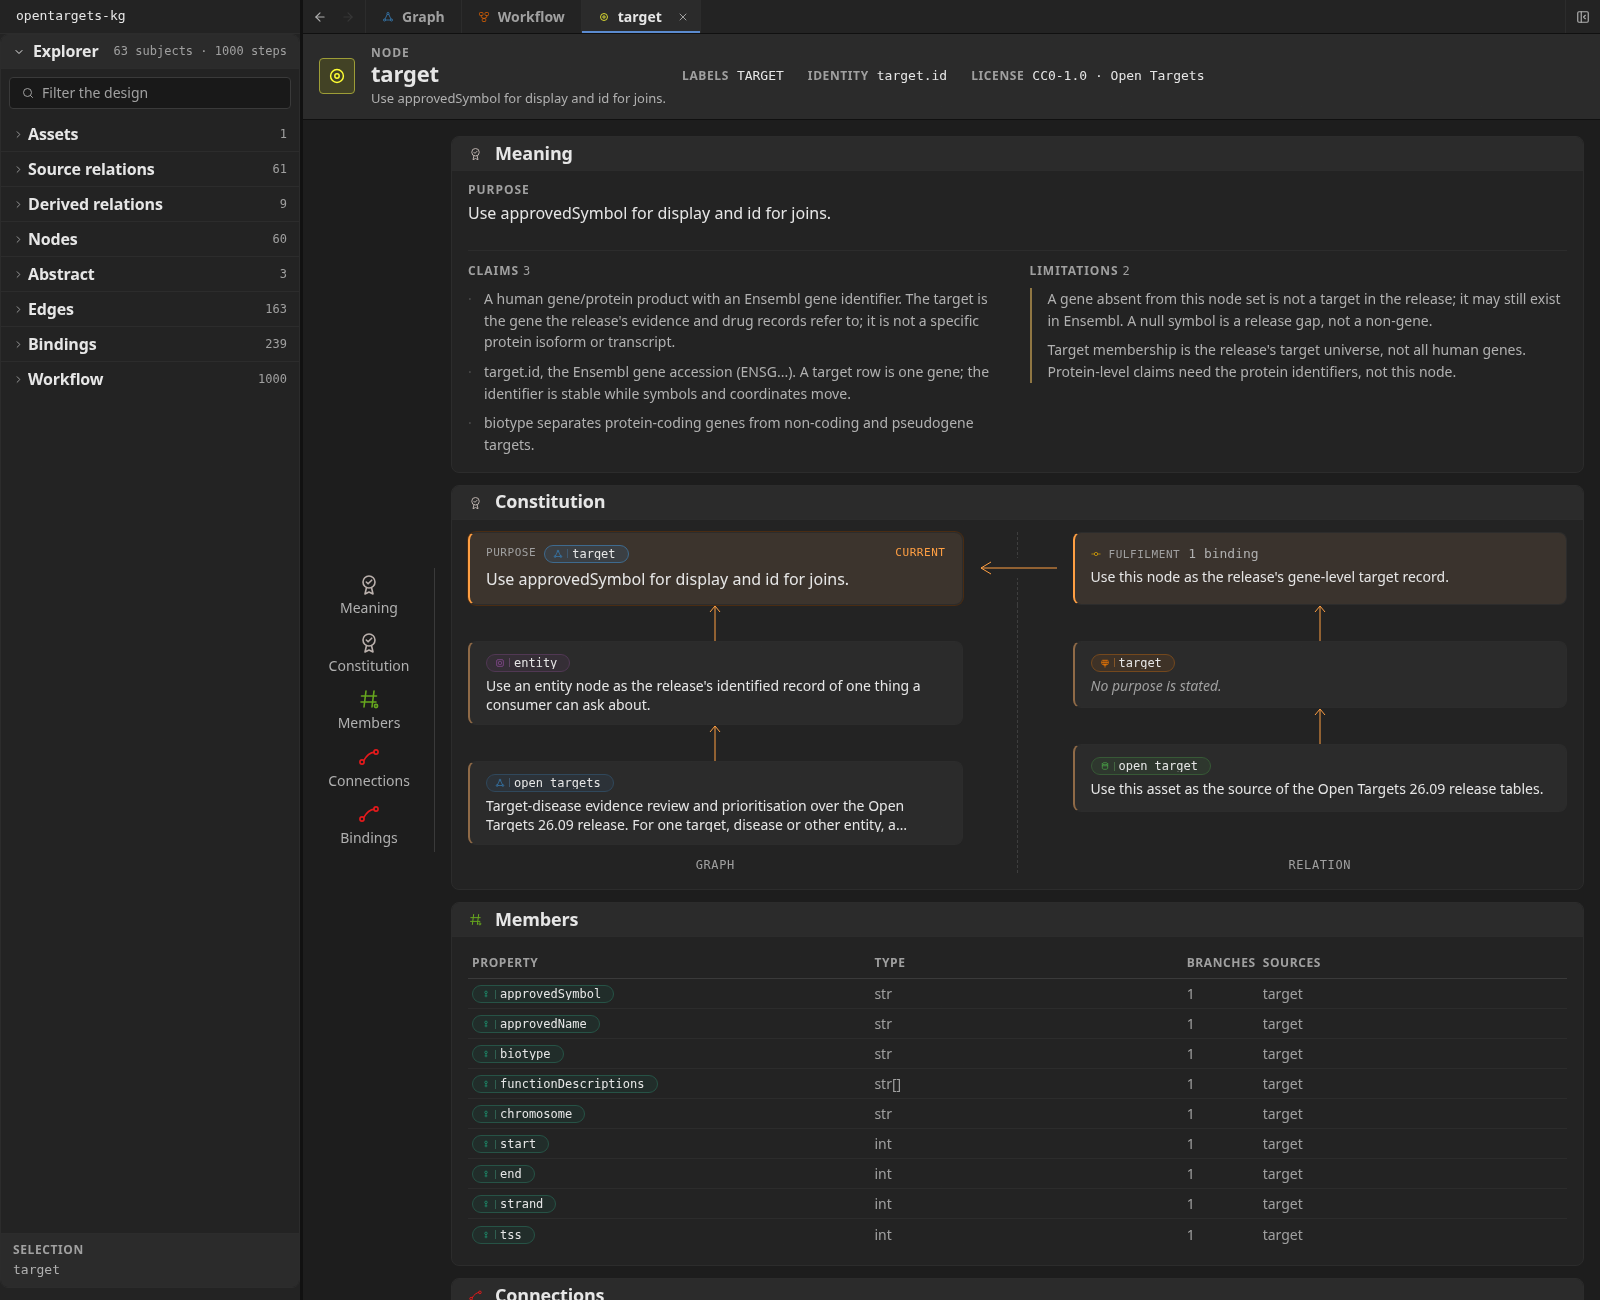 opentargets-kg
Graph
Workflow
target
Explorer 63 subjects · 1000 steps
Filter the design
Assets 1
Source relations 61
Derived relations 9
Nodes 60
Abstract 3
Edges 163
Bindings 239
Workflow 1000
SELECTION
target
NODE
target
Use approvedSymbol for display and id for joins.
LABELS TARGET IDENTITY target.id LICENSE CC0-1.0 · Open Targets
Meaning
Constitution
Members
Connections
Bindings
Meaning
PURPOSE
Use approvedSymbol for display and id for joins.
CLAIMS 3
· A human gene/protein product with an Ensembl gene identifier. The target is
the gene the release's evidence and drug records refer to; it is not a specific
protein isoform or transcript.
· target.id, the Ensembl gene accession (ENSG...). A target row is one gene; the
identifier is stable while symbols and coordinates move.
· biotype separates protein-coding genes from non-coding and pseudogene
targets.
LIMITATIONS 2
A gene absent from this node set is not a target in the release; it may still exist
in Ensembl. A null symbol is a release gap, not a non-gene.
Target membership is the release's target universe, not all human genes.
Protein-level claims need the protein identifiers, not this node.
Constitution
PURPOSE target CURRENT
Use approvedSymbol for display and id for joins.
entity
Use an entity node as the release's identified record of one thing a
consumer can ask about.
open targets
Target-disease evidence review and prioritisation over the Open
Targets 26.09 release. For one target, disease or other entity, a...
GRAPH
FULFILMENT 1 binding
Use this node as the release's gene-level target record.
target
No purpose is stated.
open target
Use this asset as the source of the Open Targets 26.09 release tables.
RELATION
Members
PROPERTY TYPE BRANCHES SOURCES
approvedSymbol str 1 target
approvedName str 1 target
biotype str 1 target
functionDescriptions str[] 1 target
chromosome str 1 target
start int 1 target
end int 1 target
strand int 1 target
tss int 1 target
Connections